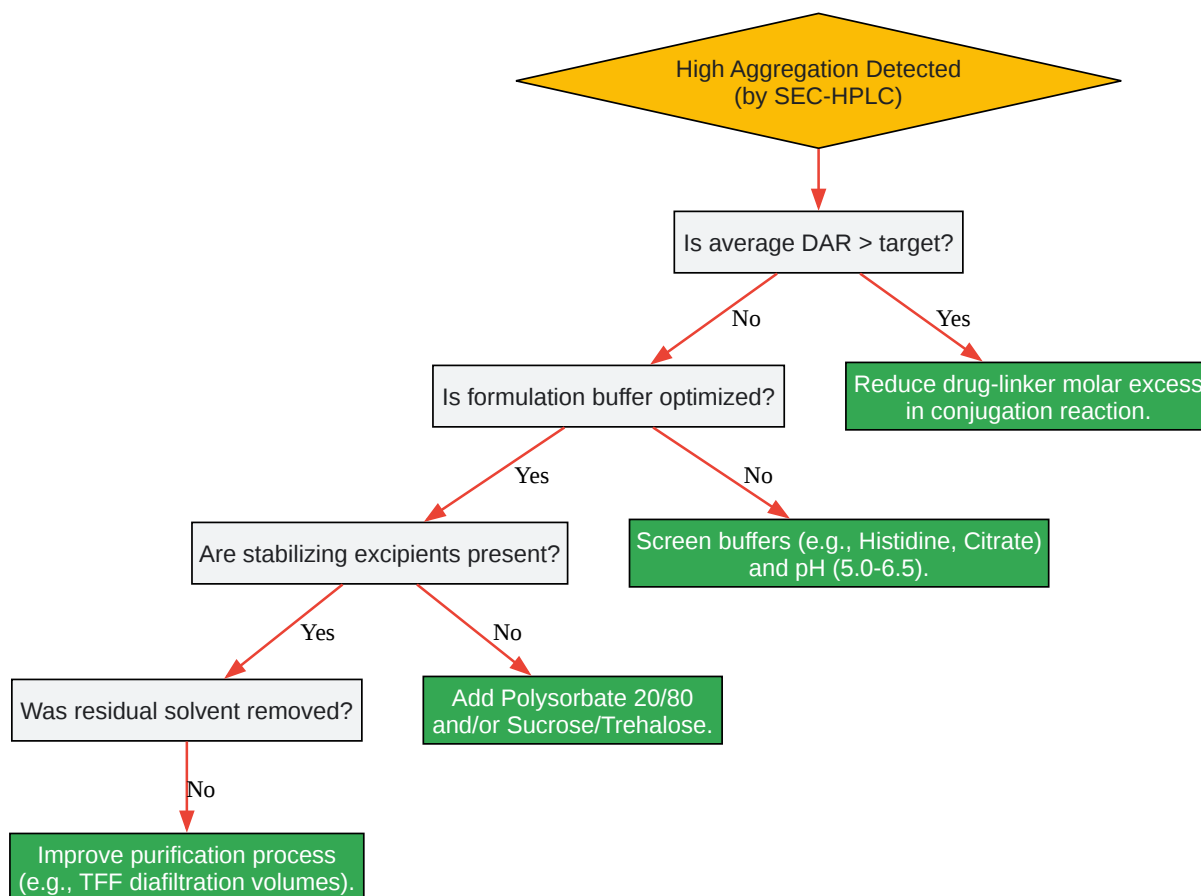 High Aggregation Detected
(by SEC-HPLC)
Is average DAR > target?
No
Yes
Is formulation buffer optimized?
Reduce drug-linker molar excess
in conjugation reaction.
Yes
No
Are stabilizing excipients present?
Screen buffers (e.g., Histidine, Citrate)
and pH (5.0-6.5).
Yes
No
Was residual solvent removed?
Add Polysorbate 20/80
and/or Sucrose/Trehalose.
No
Improve purification process
(e.g., TFF diafiltration volumes).